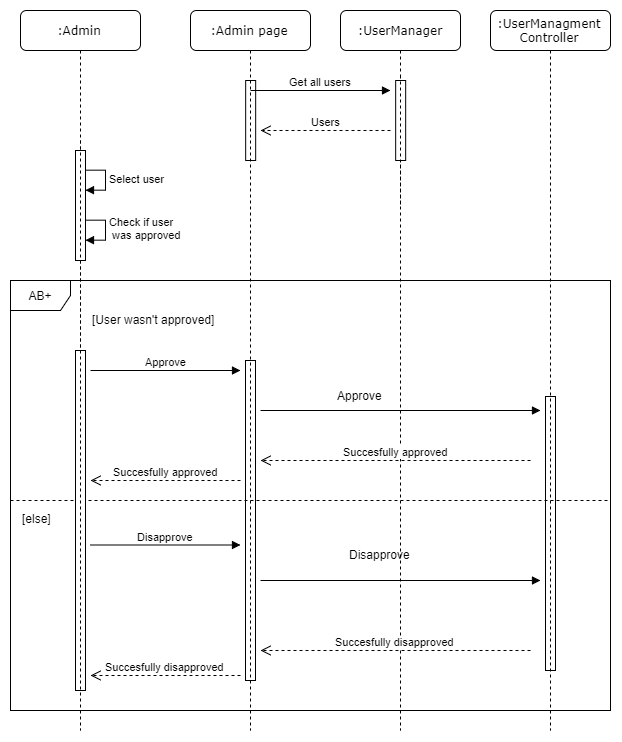 :Admin
:Admin page
:UserManager
:UserManagment
Controller
Get all users
Users
Select user
Check if user
was approved
AB+
[User wasn't approved]
Approve
Approve
Succesfully approved
Succesfully approved
[else]
Disapprove
Disapprove
Succesfully disapproved
Succesfully disapproved